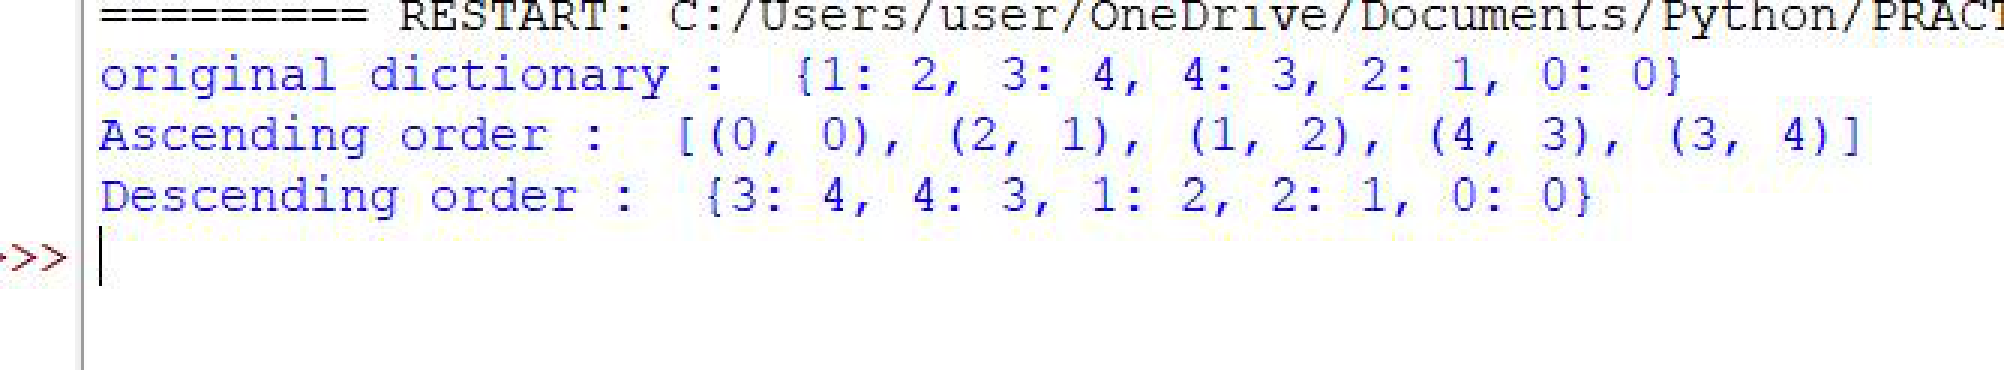 ========= RESTART: C:/Users/user/OneDrive/Documents/Python/PRACT
original dictionary :  {1: 2, 3: 4, 4: 3, 2: 1, 0: 0}
Ascending order :  [(0, 0), (2, 1), (1, 2), (4, 3), (3, 4)]
Descending order :  {3: 4, 4: 3, 1: 2, 2: 1, 0: 0}
>>>